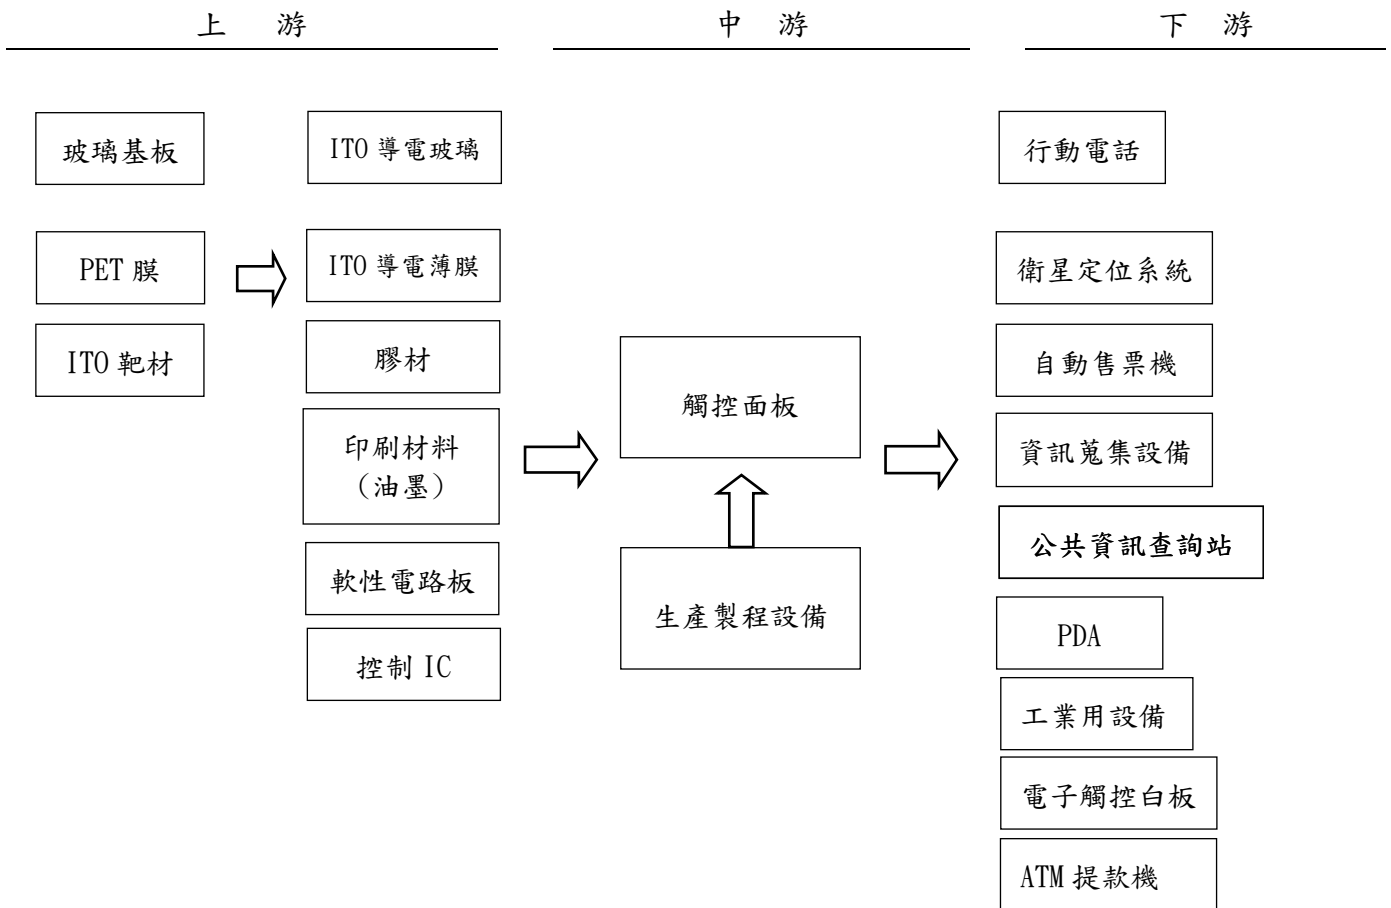 上 游
中 游
下 游
玻璃基板
PET 膜
ITO 靶材
ITO 導電玻璃
ITO 導電薄膜
膠材
印刷材料
（油墨）
軟性電路板
控制 IC
觸控面板
生產製程設備
行動電話
衛星定位系統
自動售票機
資訊蒐集設備
公共資訊查詢站
PDA
工業用設備
電子觸控白板
ATM 提款機